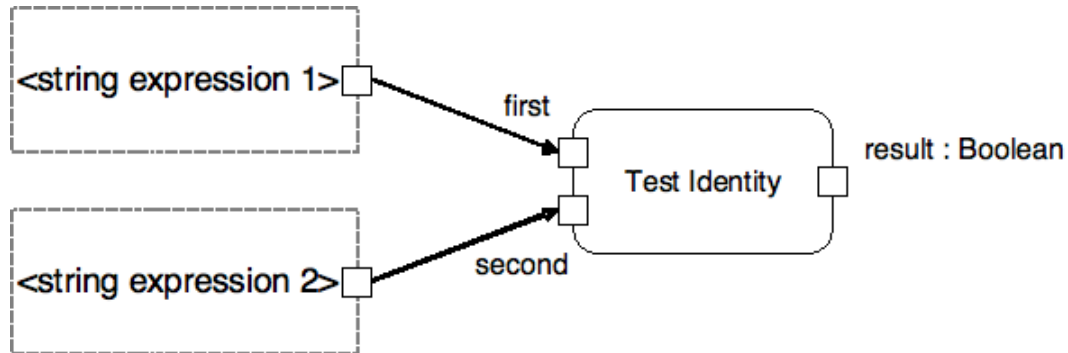 <string expression 1>
first
result : Boolean
Test Identity
second
<string expression 2>